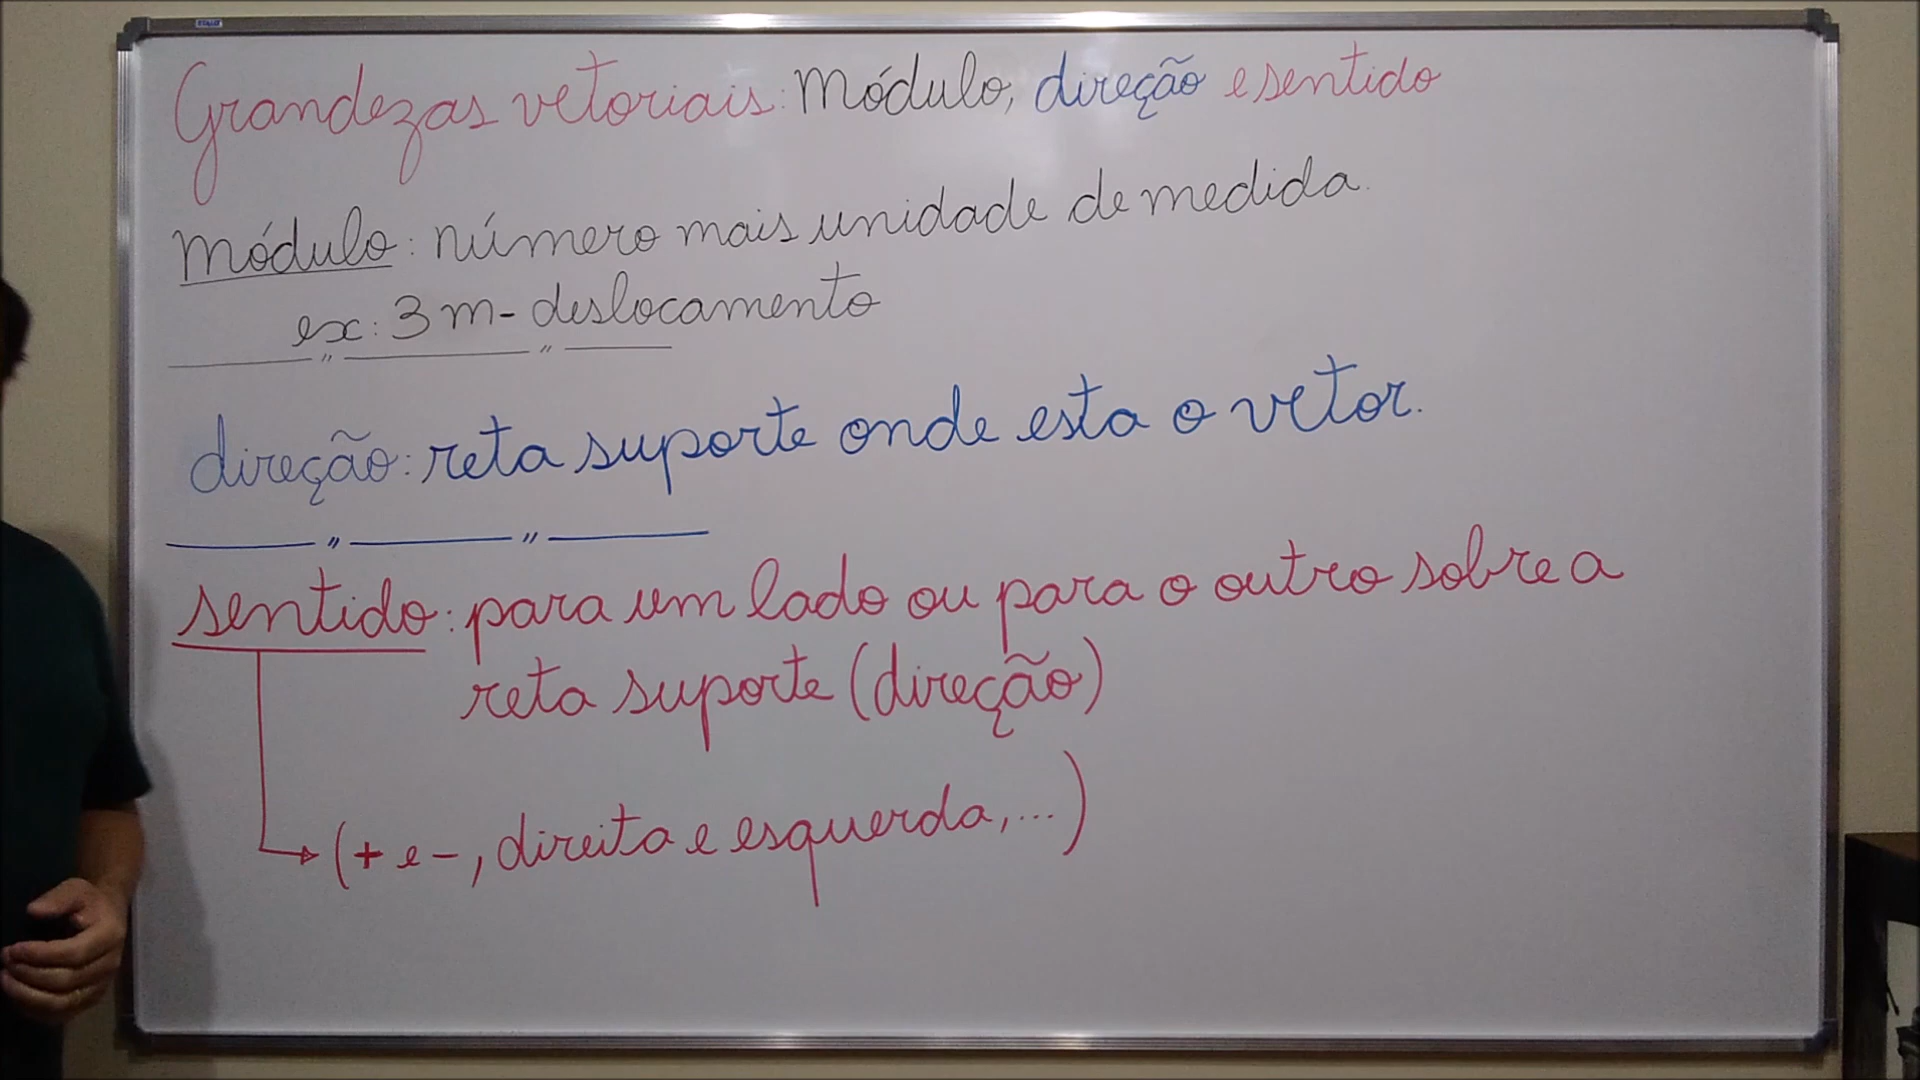 Grandezas vetoriais: Módulo, direção e sentido
Módulo: número mais unidade de medida.
ex: 3 m - deslocamento
direção: reta suporte onde esta o vetor.
sentido: para um lado ou para o outro sobre a
reta suporte (direção)
(+ e -, direita e esquerda, ...)